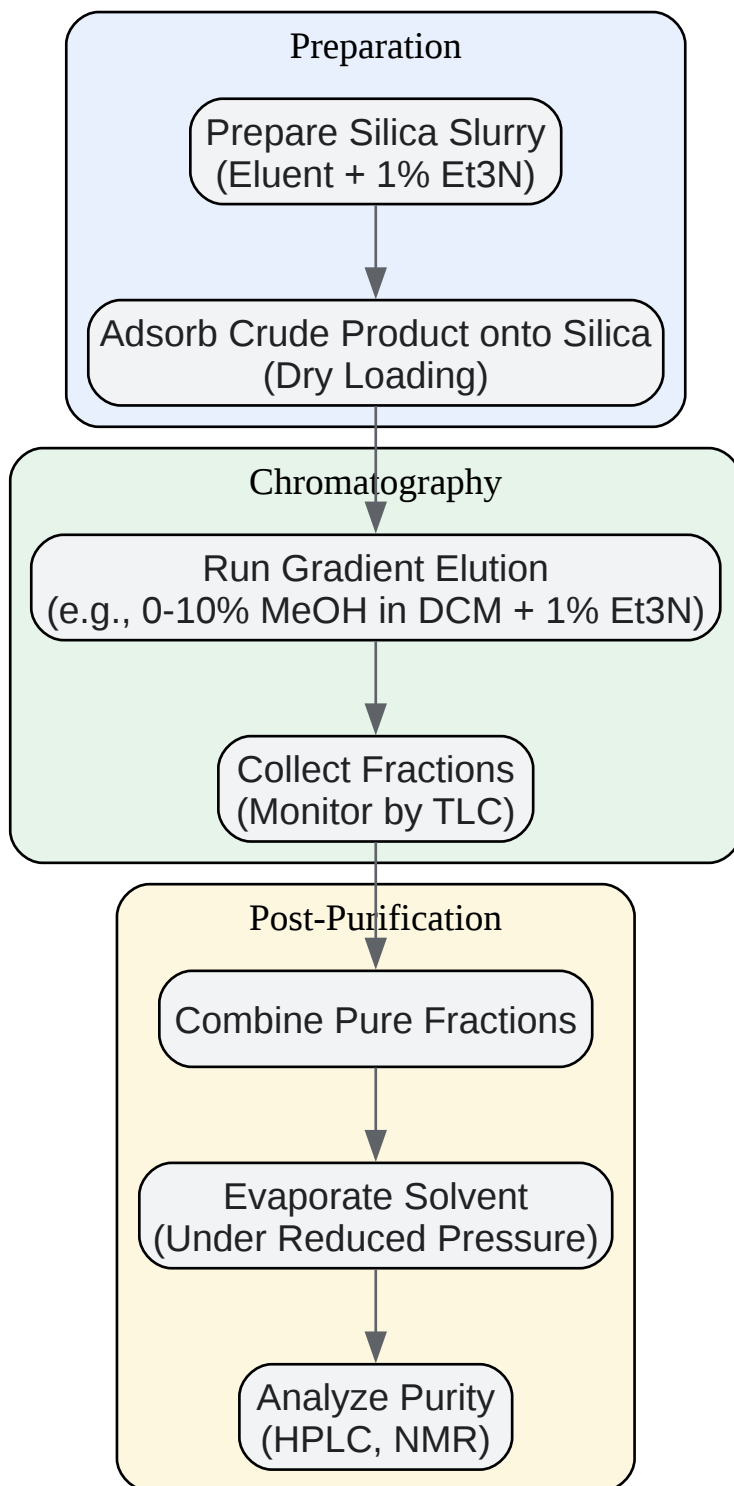 Preparation
Prepare Silica Slurry
(Eluent + 1% Et3N)
Adsorb Crude Product onto Silica
(Dry Loading)
Chromatography
Run Gradient Elution
(e.g., 0-10% MeOH in DCM + 1% Et3N)
Collect Fractions
(Monitor by TLC)
Post-Purification
Combine Pure Fractions
Evaporate Solvent
(Under Reduced Pressure)
Analyze Purity
(HPLC, NMR)